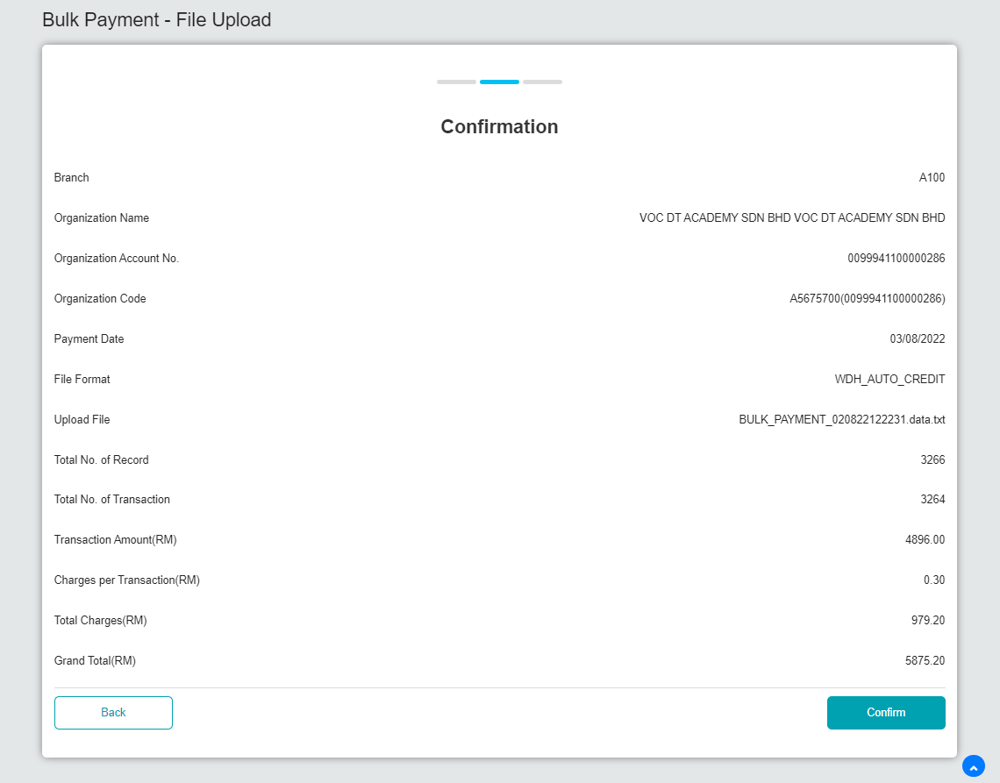 Bulk Payment - File Upload
Confirmation
Branch A100
Organization Name VOC DT ACADEMY SDN BHD VOC DT ACADEMY SDN BHD
Organization Account No. 0099941100000286
Organization Code A5675700(0099941100000286)
Payment Date 03/08/2022
File Format WDH_AUTO_CREDIT
Upload File BULK_PAYMENT_020822122231.data.txt
Total No. of Record 3266
Total No. of Transaction 3264
Transaction Amount(RM) 4896.00
Charges per Transaction(RM) 0.30
Total Charges(RM) 979.20
Grand Total(RM) 5875.20
Back Confirm